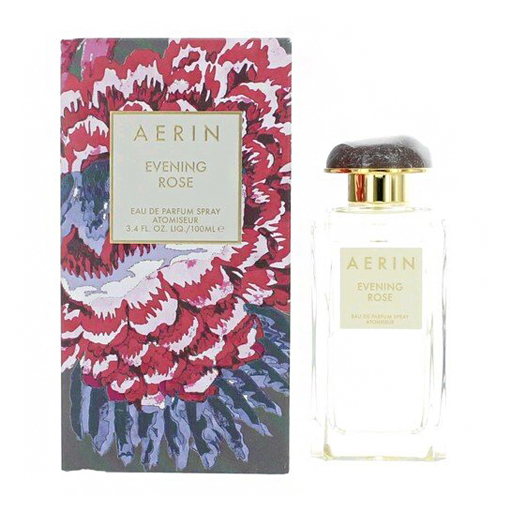 AERIN
EVENING
ROSE
EAU DE PARFUM SPRAY
ATOMISEUR
3.4 FL. OZ. LIQ./100ML℮
AERIN
EVENING
ROSE
EAU DE PARFUM SPRAY
ATOMISEUR